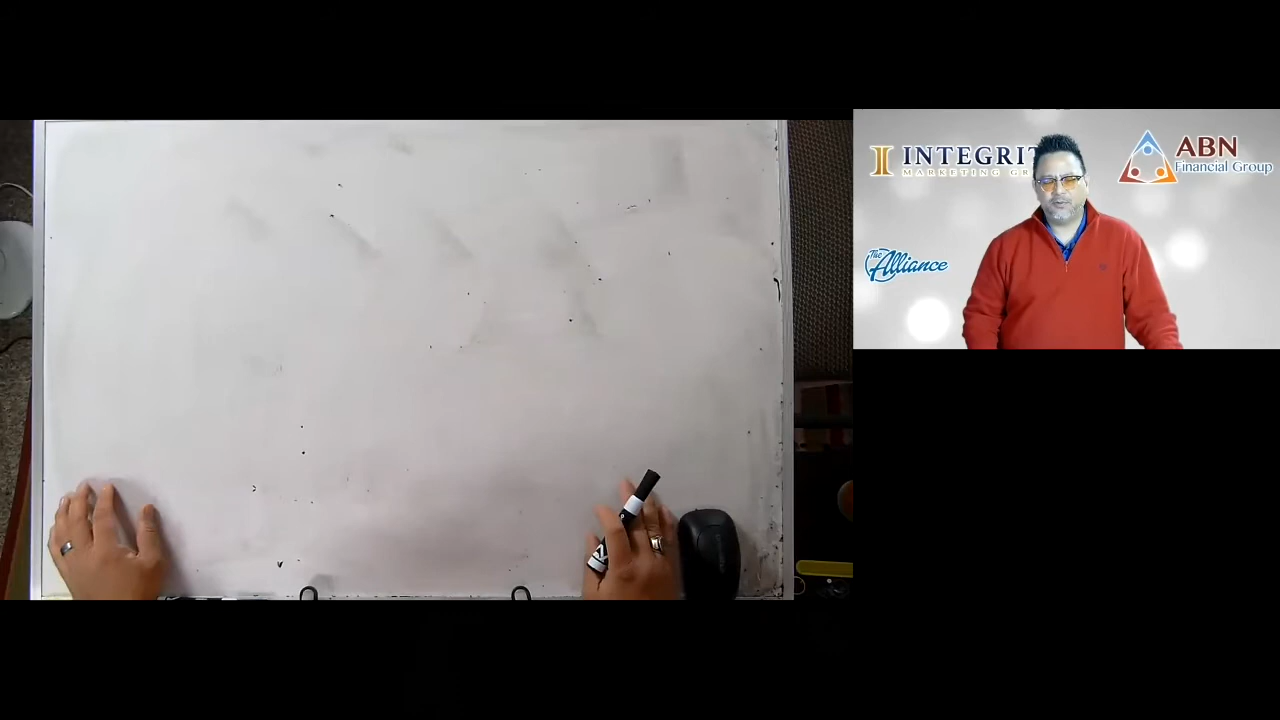 INTEGRIT
MARKETING GR
ABN
Financial Group
The
Alliance